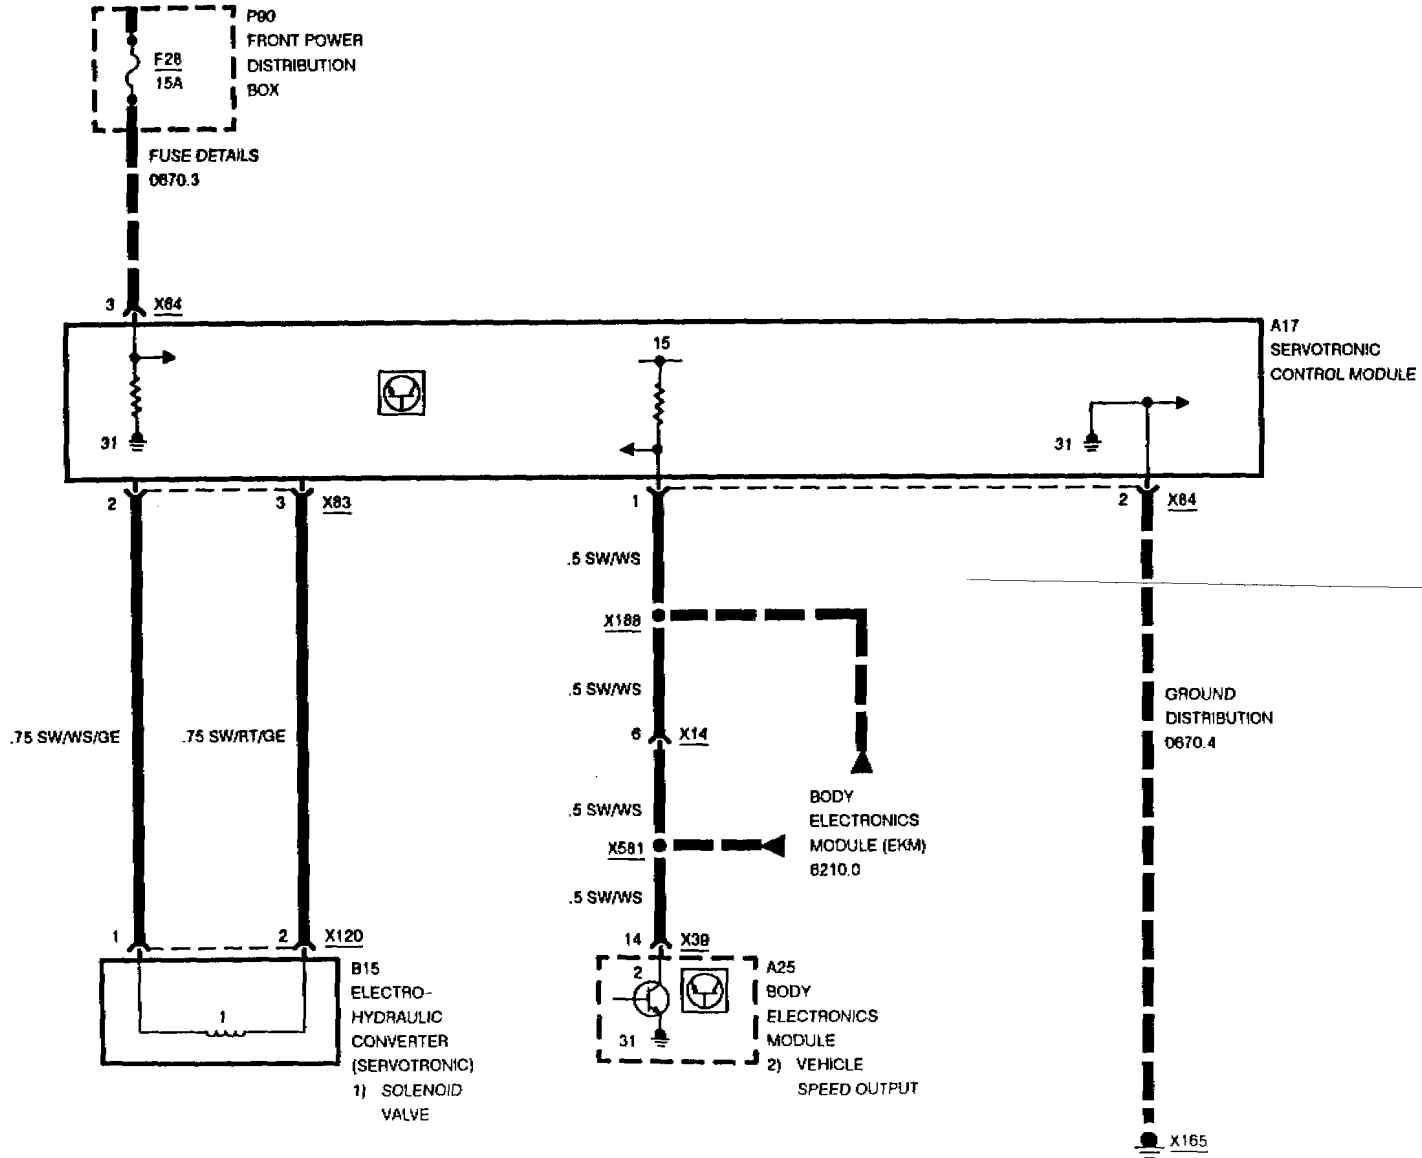 P90
FRONT POWER
DISTRIBUTION
BOX
F28
15A
FUSE DETAILS
0670.3
3 X64
A17
SERVOTRONIC
CONTROL MODULE
15
31
31
2
3 X83
1
2 X64
.5 SW/WS
X188
.5 SW/WS
GROUND
DISTRIBUTION
0670.4
.75 SW/WS/GE
.75 SW/RT/GE
6 X14
BODY
ELECTRONICS
MODULE (EKM)
6210.0
.5 SW/WS
X581
.5 SW/WS
1
2 X120
14 X39
B15
ELECTRO-
HYDRAULIC
CONVERTER
(SERVOTRONIC)
1) SOLENOID
VALVE
1
2
31
A25
BODY
ELECTRONICS
MODULE
2) VEHICLE
SPEED OUTPUT
X165